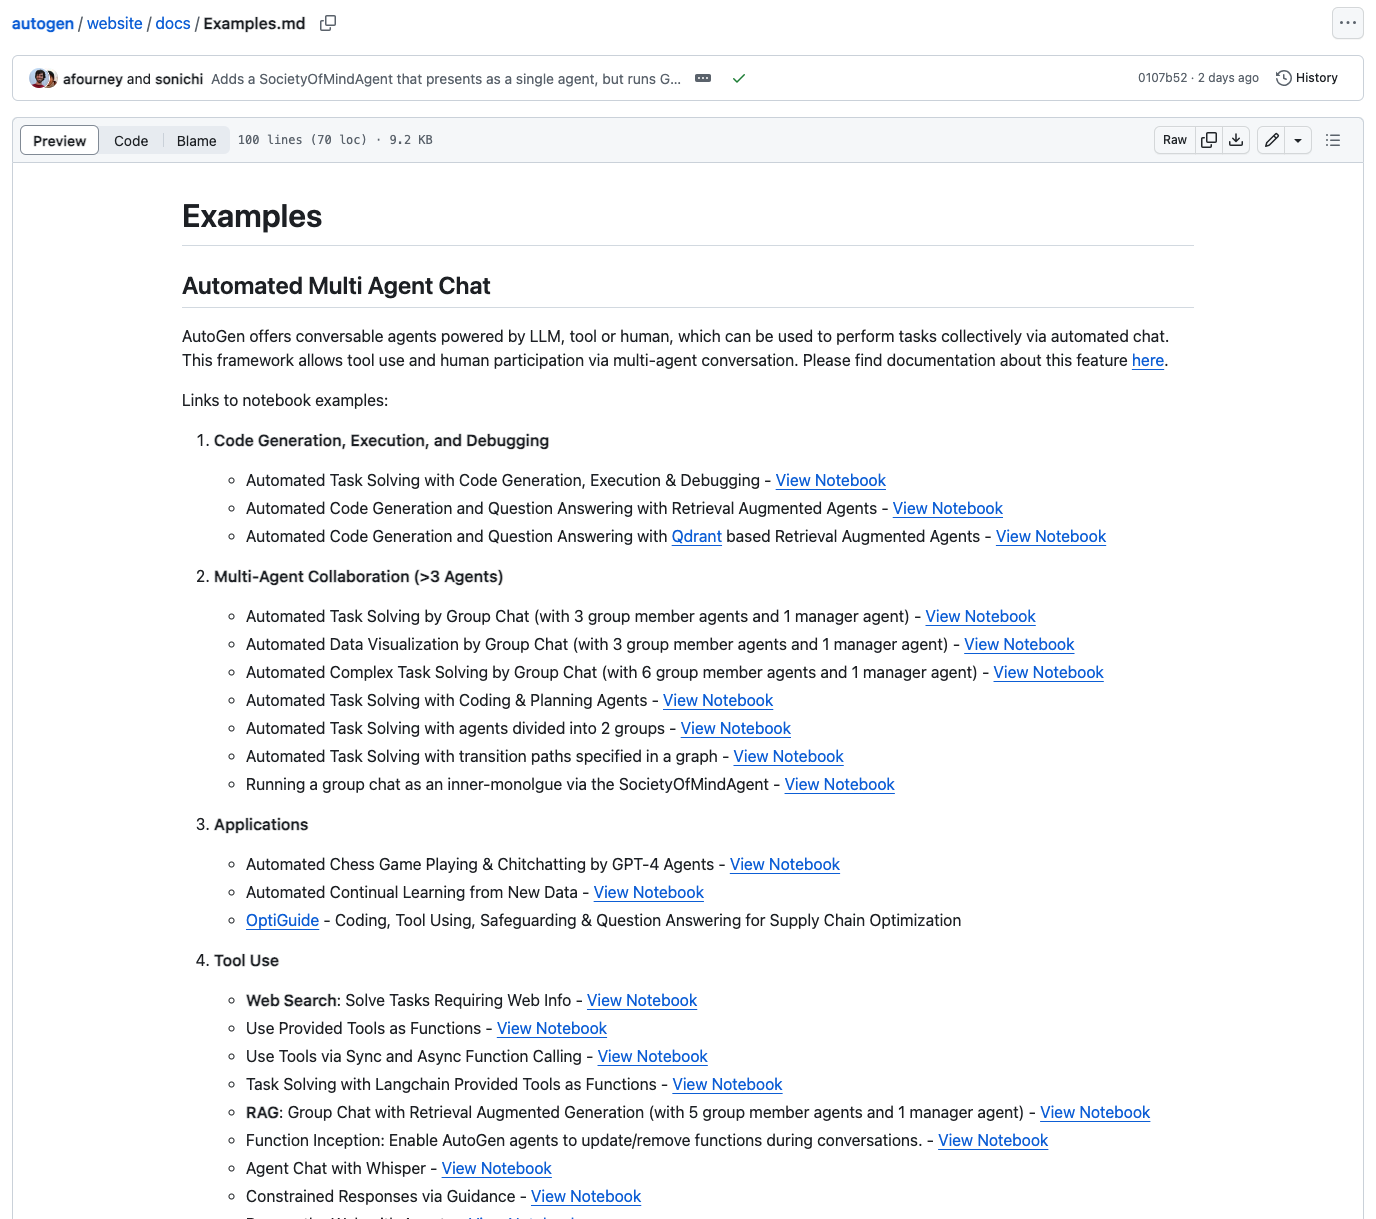 autogen / website / docs / Examples.md
afourney and sonichi Adds a SocietyOfMindAgent that presents as a single agent, but runs G... 0107b52 · 2 days ago History
Preview Code Blame 100 lines (70 loc) · 9.2 KB Raw
Examples
Automated Multi Agent Chat
AutoGen offers conversable agents powered by LLM, tool or human, which can be used to perform tasks collectively via automated chat.
This framework allows tool use and human participation via multi-agent conversation. Please find documentation about this feature here.
Links to notebook examples:
1. Code Generation, Execution, and Debugging
Automated Task Solving with Code Generation, Execution & Debugging - View Notebook
Automated Code Generation and Question Answering with Retrieval Augmented Agents - View Notebook
Automated Code Generation and Question Answering with Qdrant based Retrieval Augmented Agents - View Notebook
2. Multi-Agent Collaboration (>3 Agents)
Automated Task Solving by Group Chat (with 3 group member agents and 1 manager agent) - View Notebook
Automated Data Visualization by Group Chat (with 3 group member agents and 1 manager agent) - View Notebook
Automated Complex Task Solving by Group Chat (with 6 group member agents and 1 manager agent) - View Notebook
Automated Task Solving with Coding & Planning Agents - View Notebook
Automated Task Solving with agents divided into 2 groups - View Notebook
Automated Task Solving with transition paths specified in a graph - View Notebook
Running a group chat as an inner-monolgue via the SocietyOfMindAgent - View Notebook
3. Applications
Automated Chess Game Playing & Chitchatting by GPT-4 Agents - View Notebook
Automated Continual Learning from New Data - View Notebook
OptiGuide - Coding, Tool Using, Safeguarding & Question Answering for Supply Chain Optimization
4. Tool Use
Web Search: Solve Tasks Requiring Web Info - View Notebook
Use Provided Tools as Functions - View Notebook
Use Tools via Sync and Async Function Calling - View Notebook
Task Solving with Langchain Provided Tools as Functions - View Notebook
RAG: Group Chat with Retrieval Augmented Generation (with 5 group member agents and 1 manager agent) - View Notebook
Function Inception: Enable AutoGen agents to update/remove functions during conversations. - View Notebook
Agent Chat with Whisper - View Notebook
Constrained Responses via Guidance - View Notebook